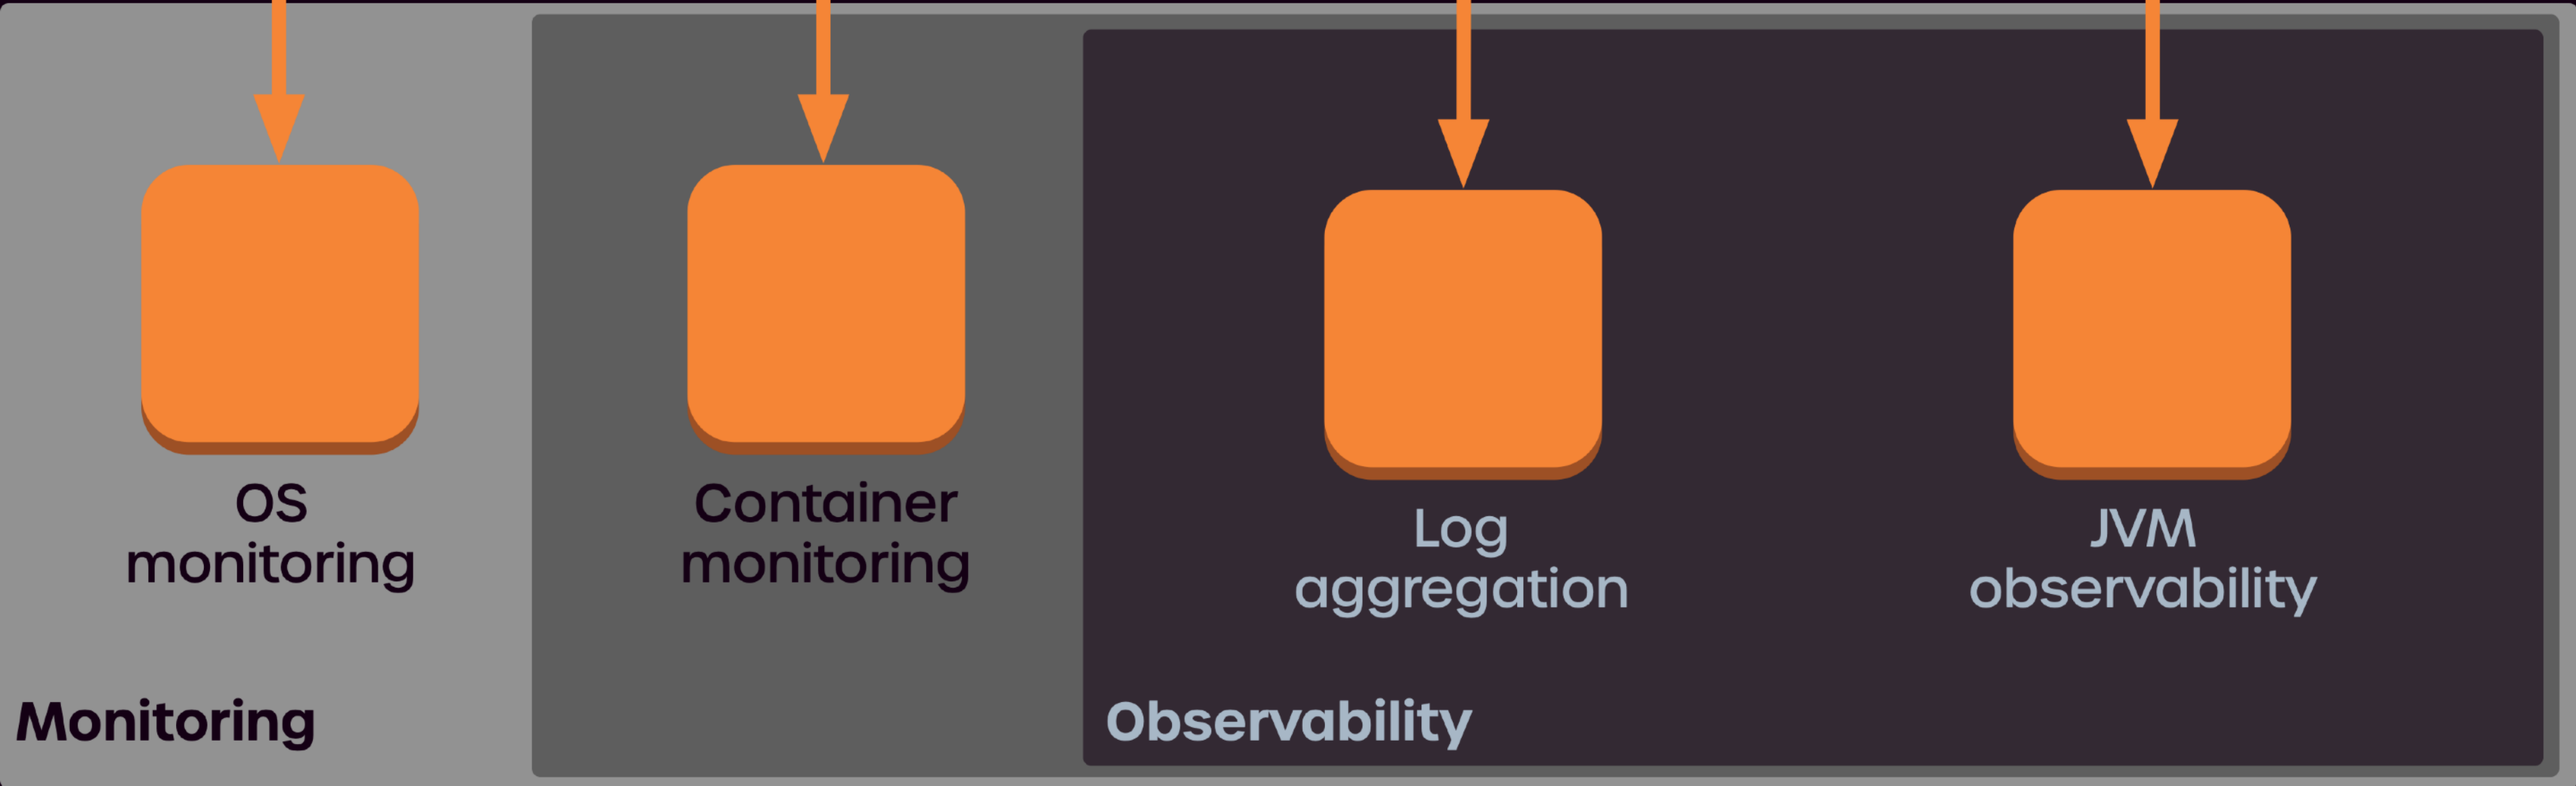 OS
monitoring
Container
monitoring
Log
aggregation
JVM
observability
Monitoring
Observability